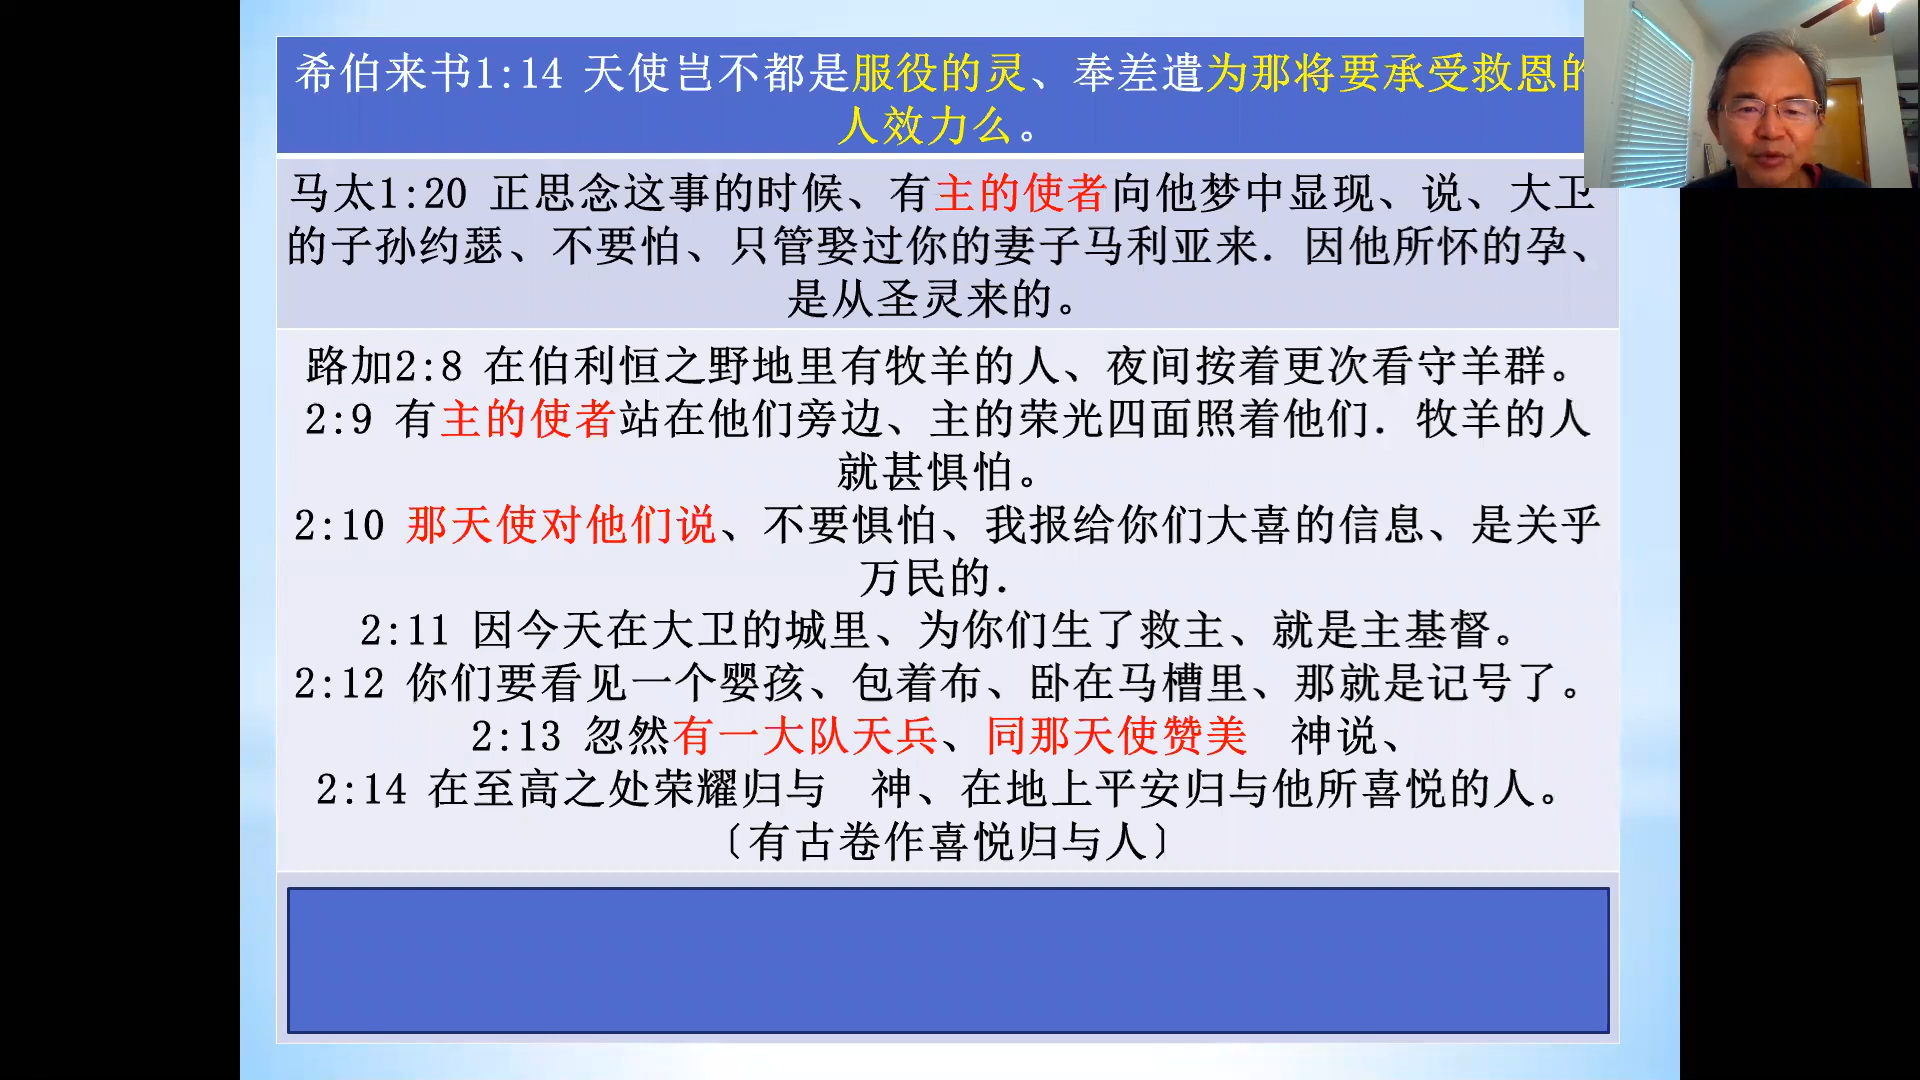 希伯来书1:14 天使岂不都是服役的灵、奉差遣为那将要承受救恩的
人效力么。
马太1:20 正思念这事的时候、有主的使者向他梦中显现、说、大卫
的子孙约瑟、不要怕、只管娶过你的妻子马利亚来．因他所怀的孕、
是从圣灵来的。
路加2:8 在伯利恒之野地里有牧羊的人、夜间按着更次看守羊群。
2:9 有主的使者站在他们旁边、主的荣光四面照着他们．牧羊的人
就甚惧怕。
2:10 那天使对他们说、不要惧怕、我报给你们大喜的信息、是关乎
万民的．
2:11 因今天在大卫的城里、为你们生了救主、就是主基督。
2:12 你们要看见一个婴孩、包着布、卧在马槽里、那就是记号了。
2:13 忽然有一大队天兵、同那天使赞美　神说、
2:14 在至高之处荣耀归与　神、在地上平安归与他所喜悦的人。
〔有古卷作喜悦归与人〕